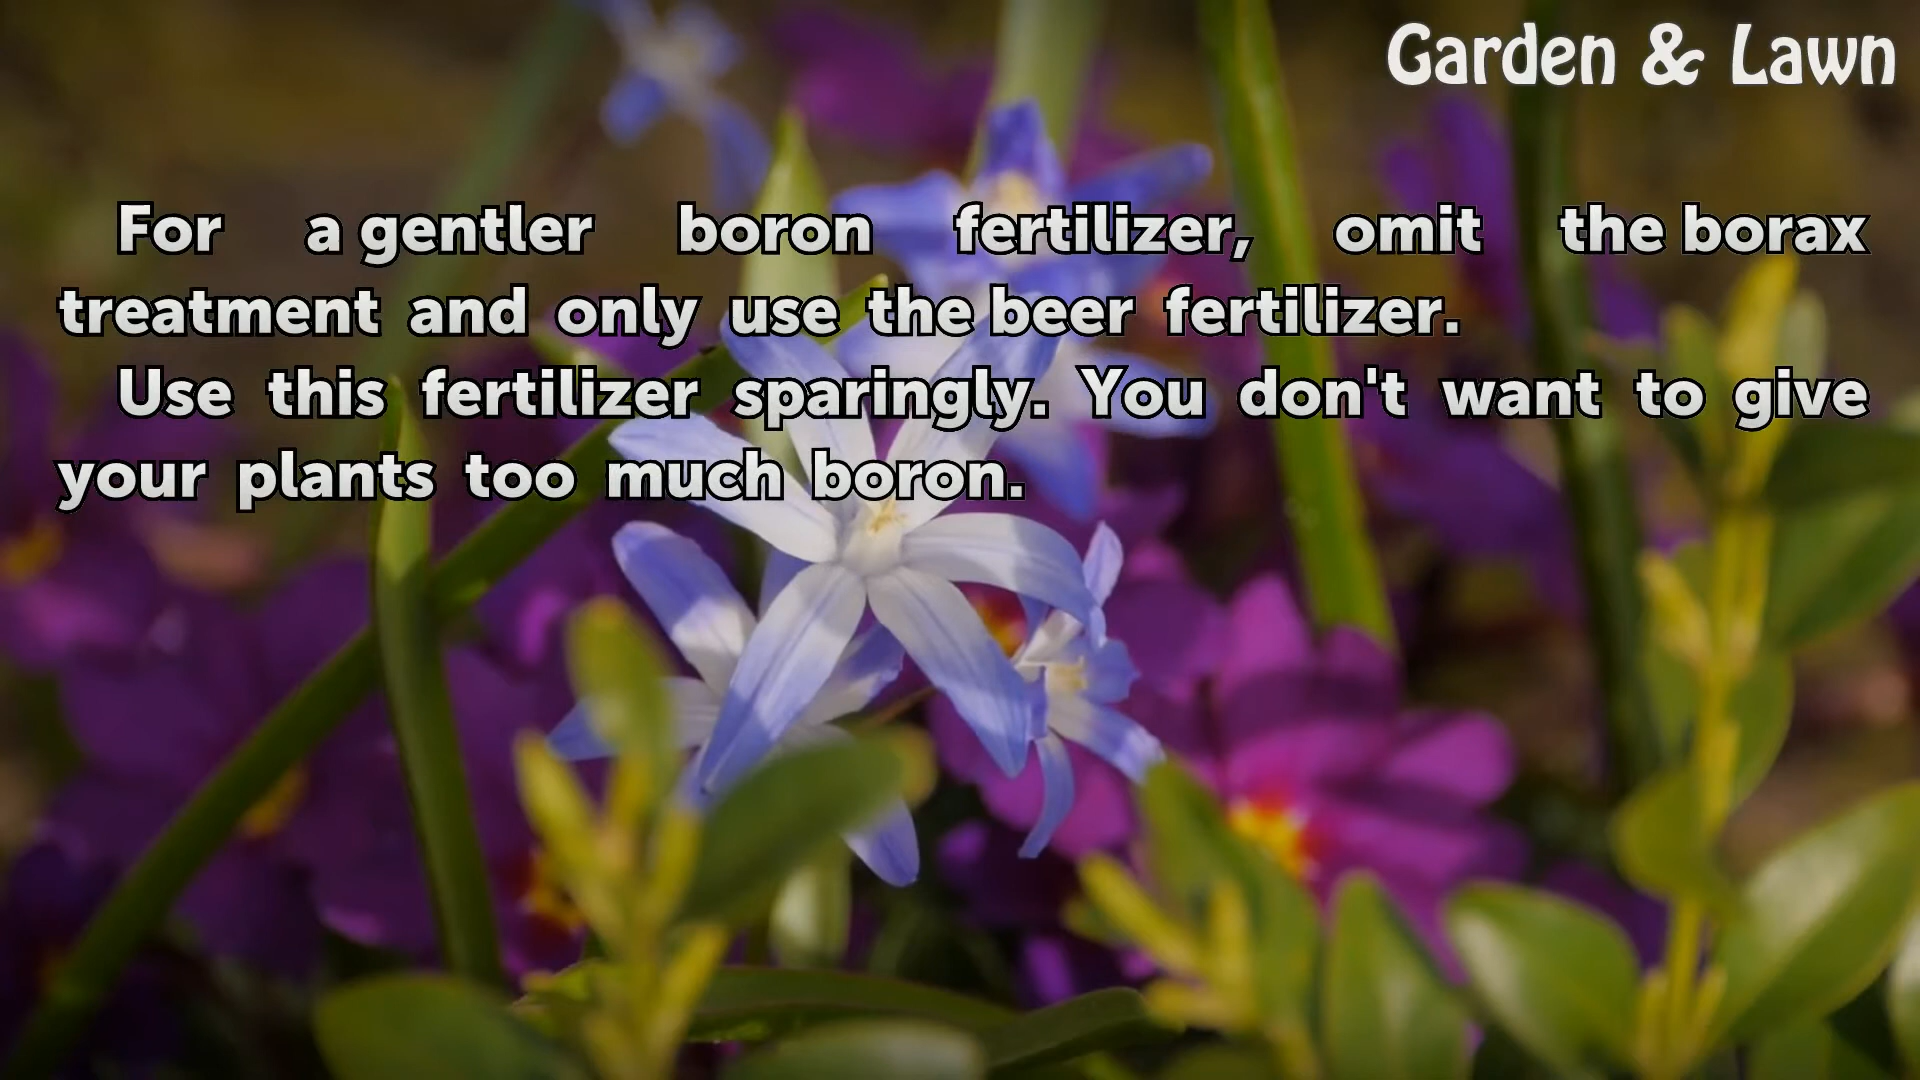 Garden & Lawn
For a gentler boron fertilizer, omit the borax
treatment and only use the beer fertilizer.
Use this fertilizer sparingly. You don't want to give
your plants too much boron.